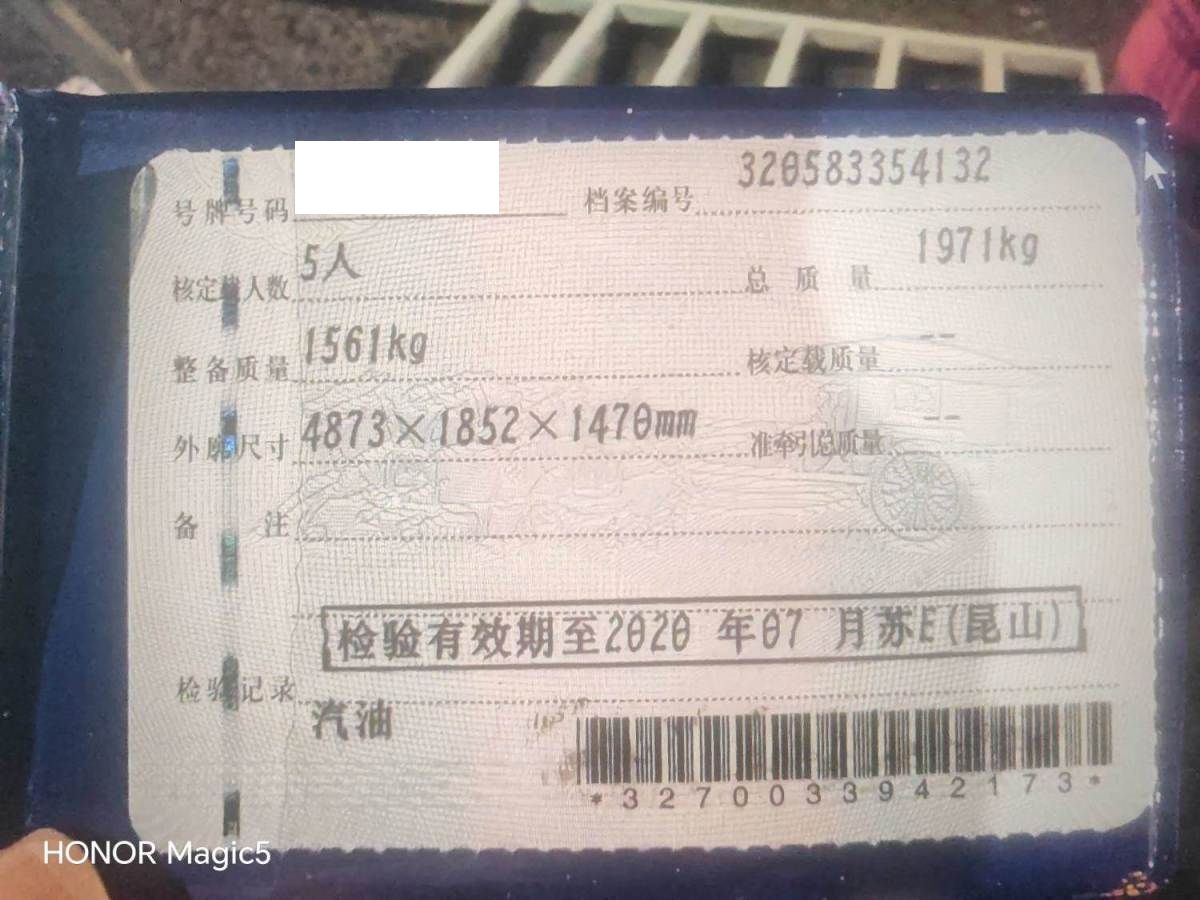 号牌号码 档案编号 320583354132
核定载人数 5人 总质量 1971kg
整备质量 1561kg 核定载质量 --
外廓尺寸 4873×1852×1470mm 准牵引总质量 --
备注
检验有效期至2020 年07 月苏E(昆山)
检验记录
汽油
*3270033942173*
HONOR Magic5